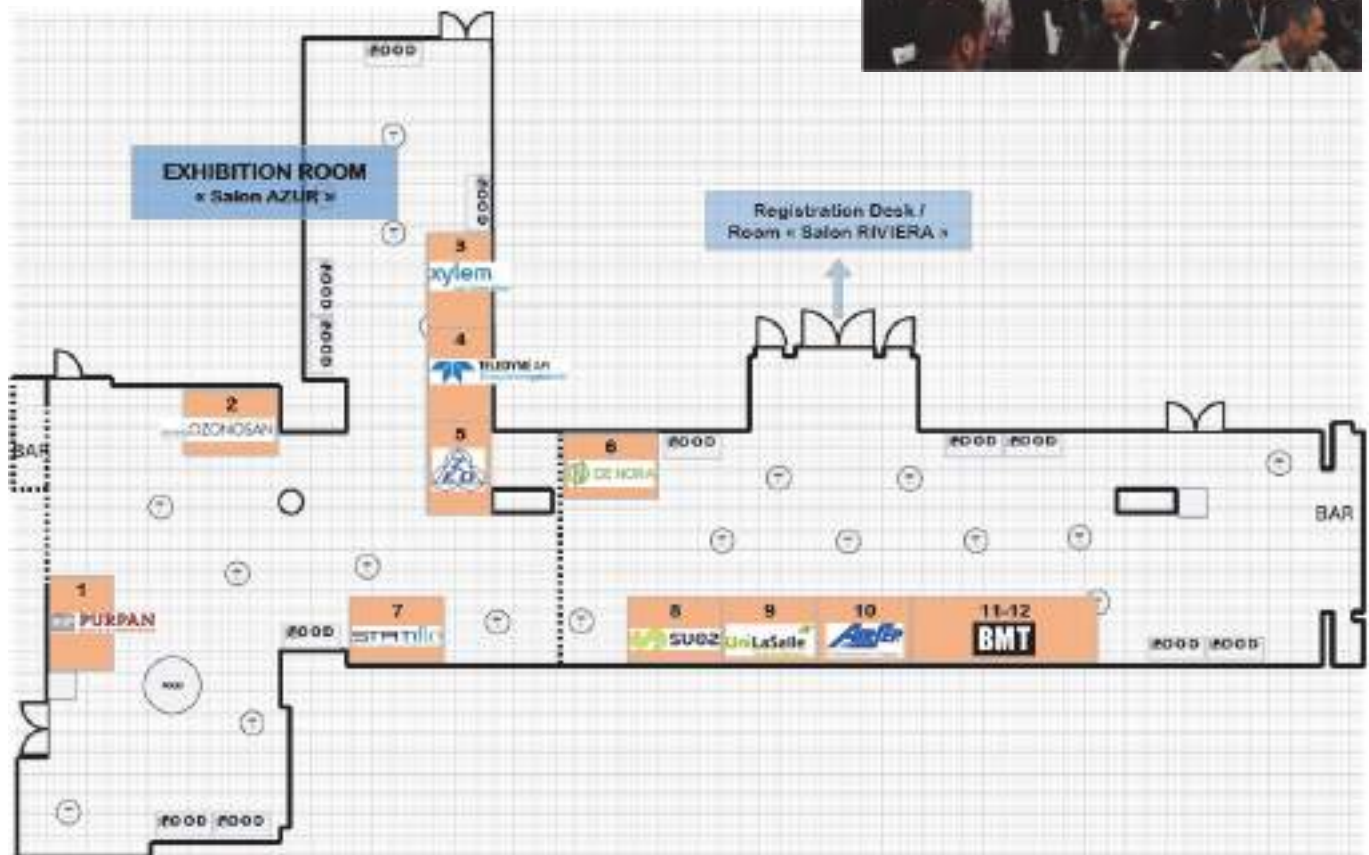 FOOD
EXHIBITION ROOM
« Salon AZUR »
FOOD
Registration Desk /
Room « Salon RIVIERA »
3
xylem
FOOD
FOOD
4
TELEDYNE API
2
OZONOSAN
5
BAR
6
DE NORA
FOOD
FOOD FOOD
BAR
1
PURPAN
7
FOOD
8
SUEZ
9
UniLaSalle
10
AirSep
11-12
BMT
FOOD FOOD
FOOD
FOOD FOOD